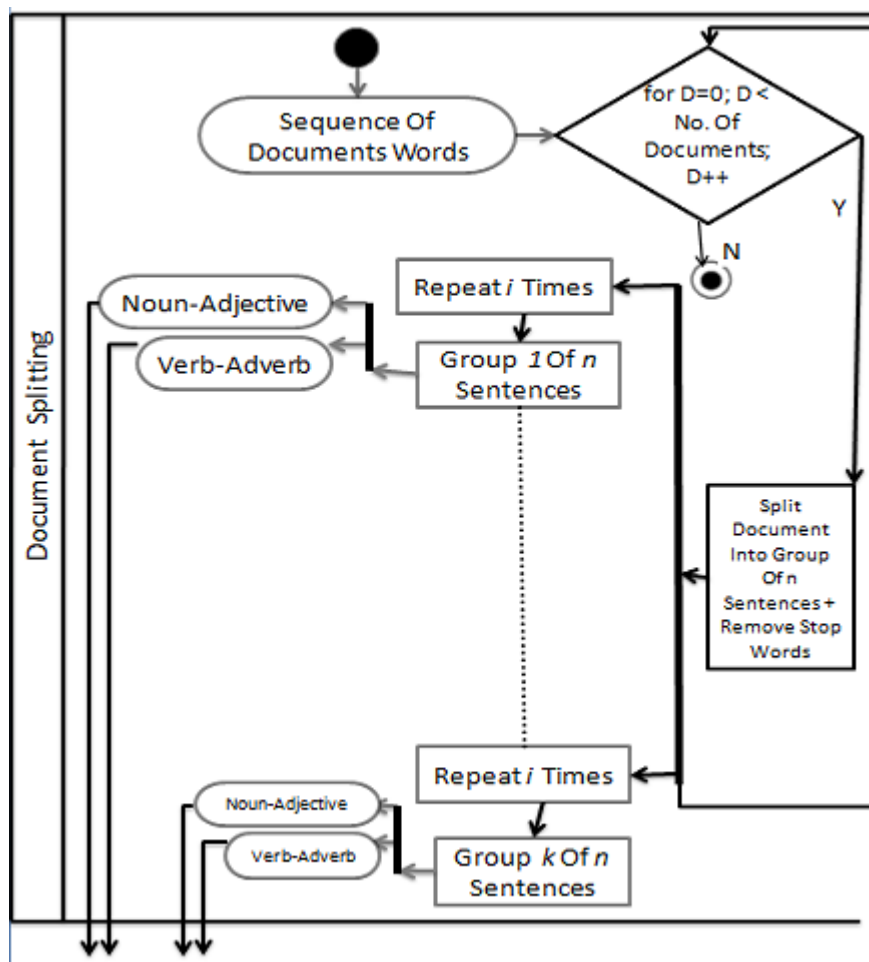 Document Splitting
Sequence Of
Documents Words
for D=0; D <
No. Of
Documents;
D++
Y
N
Repeat i Times
Noun-Adjective
Verb-Adverb
Group 1 Of n
Sentences
Split
Document
Into Group
Of n
Sentences +
Remove Stop
Words
Repeat i Times
Noun-Adjective
Verb-Adverb
Group k Of n
Sentences